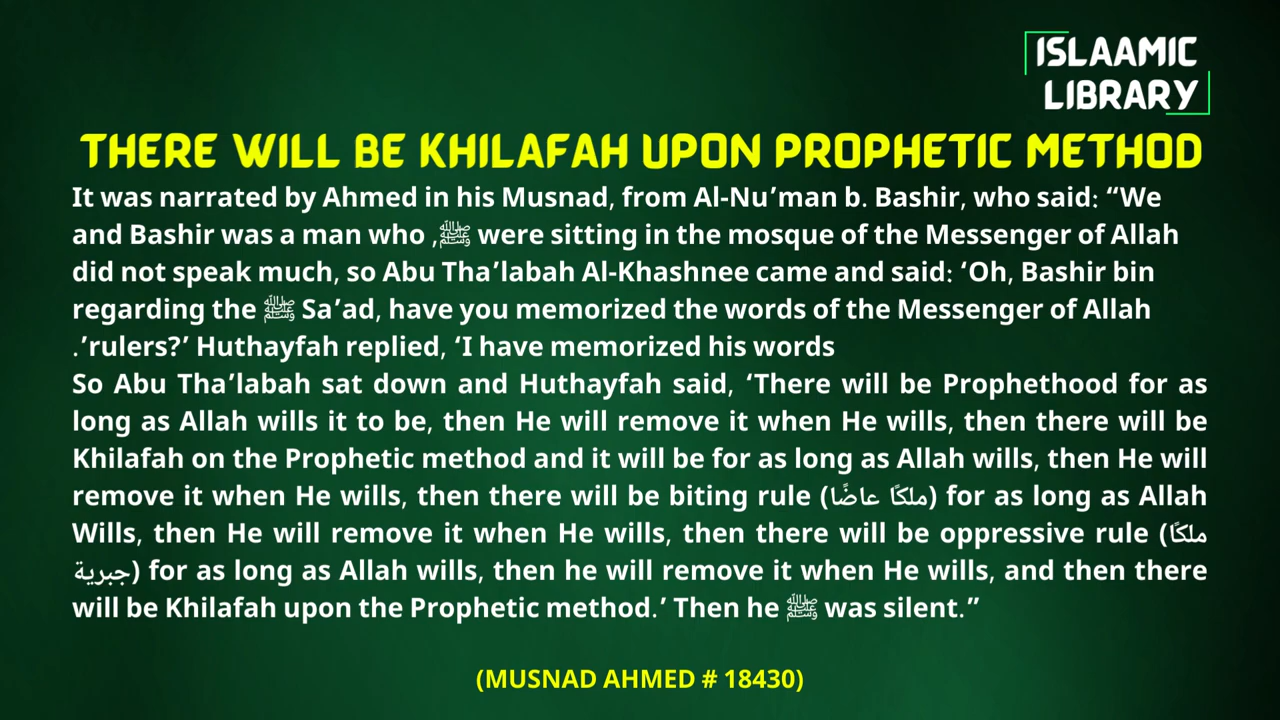 ISLAAMIC
LIBRARY
THERE WILL BE KHILAFAH UPON PROPHETIC METHOD
It was narrated by Ahmed in his Musnad, from Al-Nu’man b. Bashir, who said: “We
and Bashir was a man who ,ﷺ were sitting in the mosque of the Messenger of Allah
did not speak much, so Abu Tha’labah Al-Khashnee came and said: ‘Oh, Bashir bin
regarding the ﷺ Sa’ad, have you memorized the words of the Messenger of Allah
.’rulers?’ Huthayfah replied, ‘I have memorized his words
So Abu Tha’labah sat down and Huthayfah said, ‘There will be Prophethood for as
long as Allah wills it to be, then He will remove it when He wills, then there will be
Khilafah on the Prophetic method and it will be for as long as Allah wills, then He will
remove it when He wills, then there will be biting rule (ملكًا عاضًا) for as long as Allah
Wills, then He will remove it when He wills, then there will be oppressive rule (ملكًا
جبرية) for as long as Allah wills, then he will remove it when He wills, and then there
will be Khilafah upon the Prophetic method.’ Then he ﷺ was silent.”
(MUSNAD AHMED # 18430)